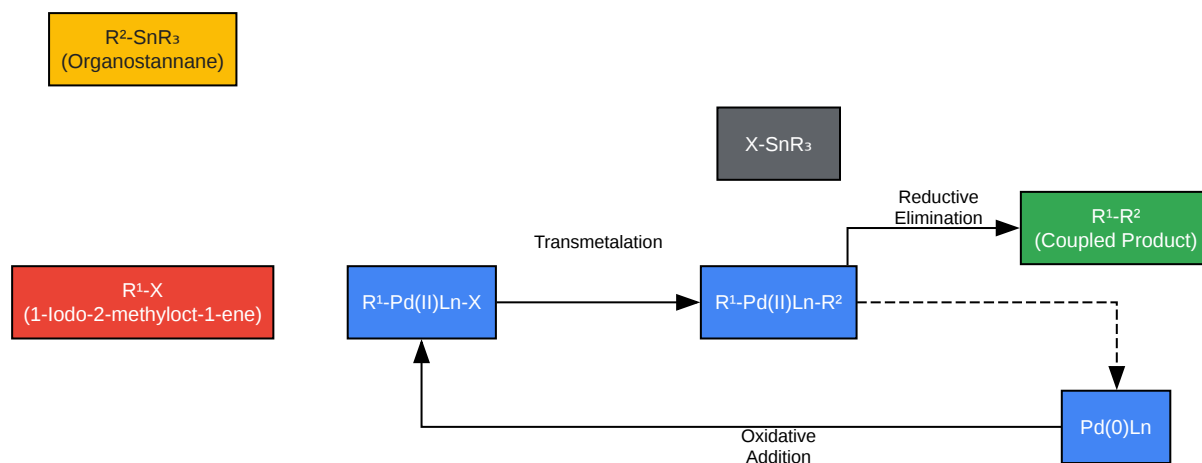 R²-SnR₃
(Organostannane)
X-SnR₃
Reductive
Elimination
R¹-R²
(Coupled Product)
Transmetalation
R¹-X
(1-Iodo-2-methyloct-1-ene)
R¹-Pd(II)Ln-X
R¹-Pd(II)Ln-R²
Pd(0)Ln
Oxidative
Addition